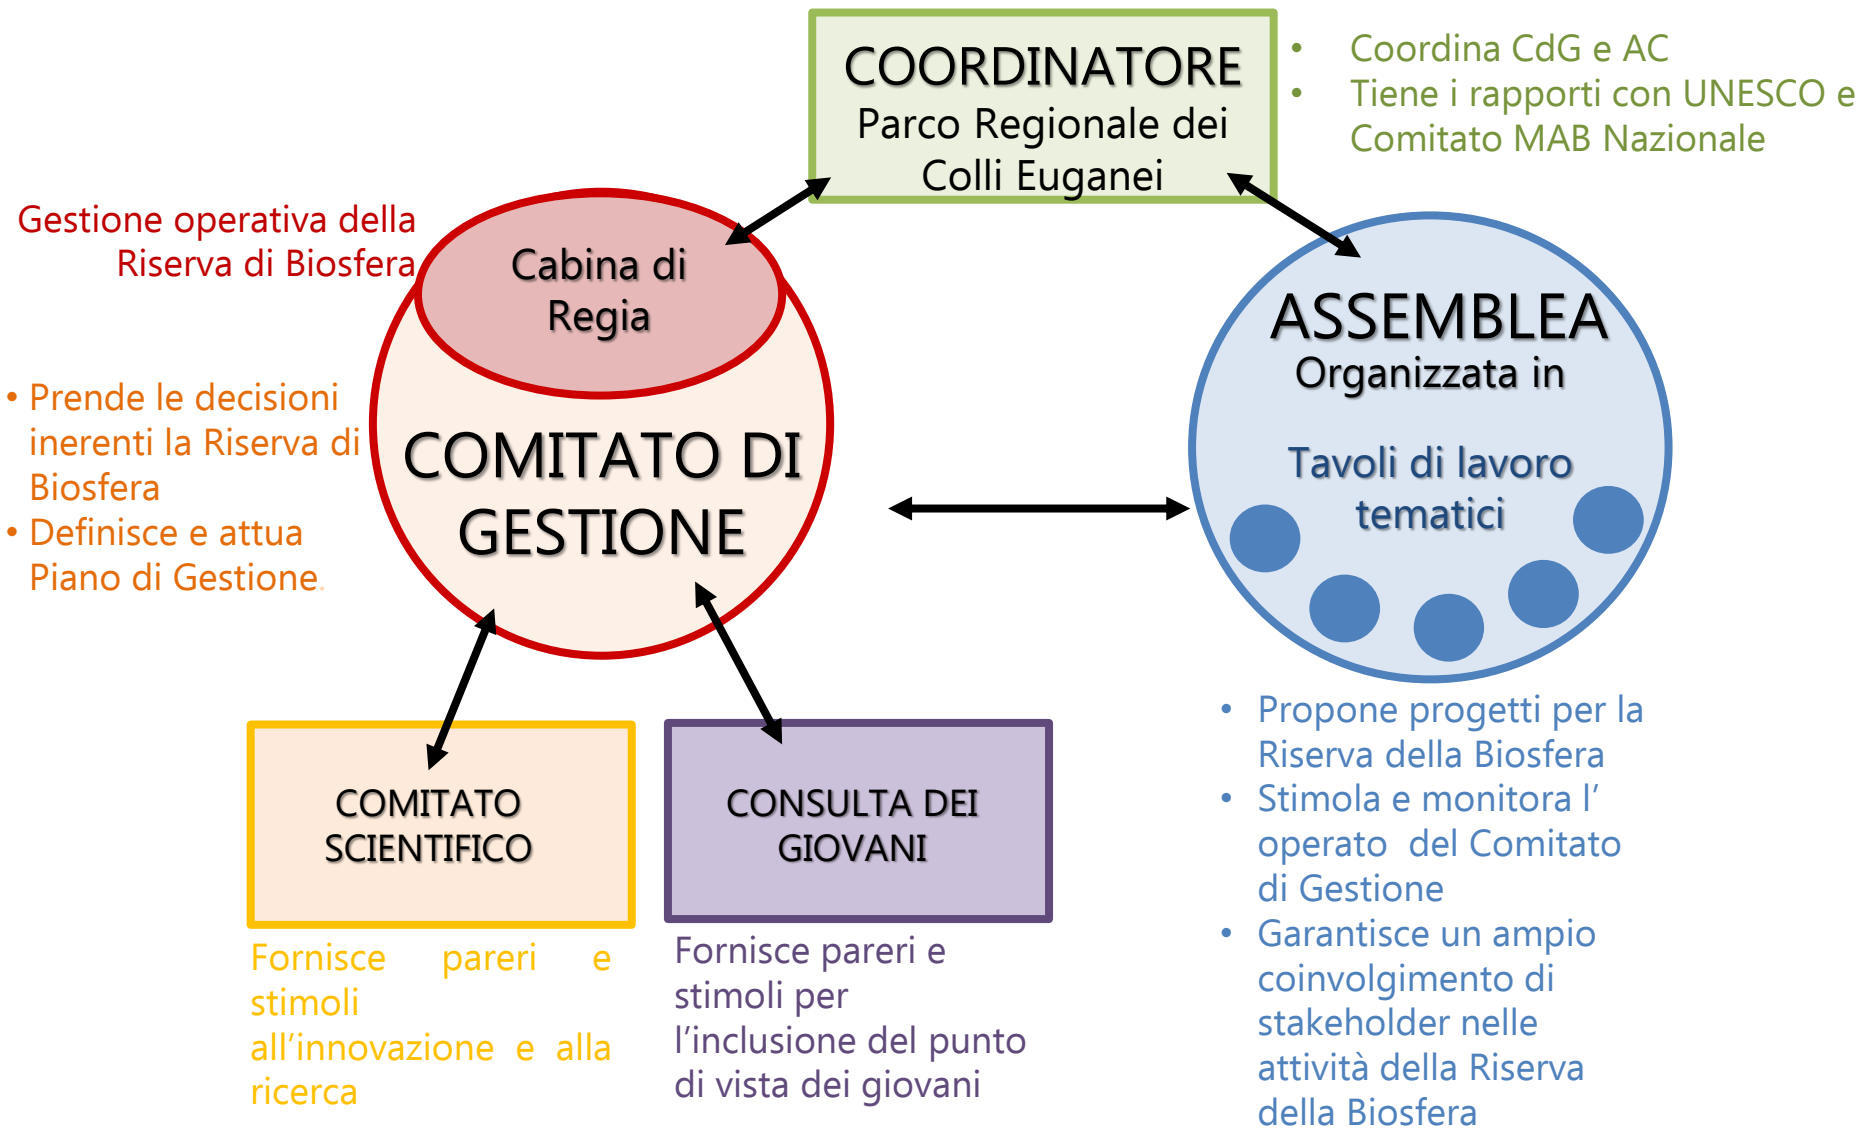 COORDINATORE
Parco Regionale dei
Colli Euganei
• Coordina CdG e AC
• Tiene i rapporti con UNESCO e
Comitato MAB Nazionale
Gestione operativa della
Riserva di Biosfera
Cabina di
Regia
• Prende le decisioni
inerenti la Riserva di
Biosfera
• Definisce e attua
Piano di Gestione.
COMITATO DI
GESTIONE
ASSEMBLEA
Organizzata in
Tavoli di lavoro
tematici
COMITATO
SCIENTIFICO
Fornisce pareri e
stimoli
all’innovazione e alla
ricerca
CONSULTA DEI
GIOVANI
Fornisce pareri e
stimoli per
l’inclusione del punto
di vista dei giovani
• Propone progetti per la
Riserva della Biosfera
• Stimola e monitora l’
operato del Comitato
di Gestione
• Garantisce un ampio
coinvolgimento di
stakeholder nelle
attività della Riserva
della Biosfera